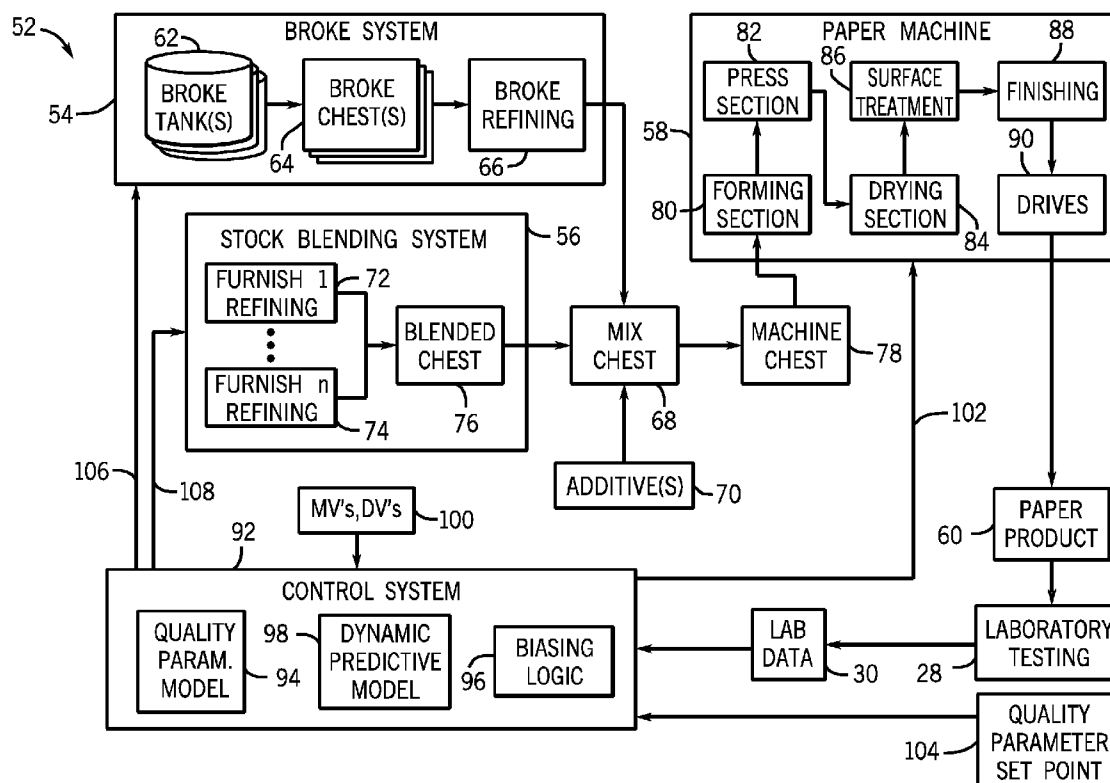 52
BROKE SYSTEM
62
BROKE
TANK(S)
54
BROKE
CHEST(S)
64
BROKE
REFINING
66
PAPER MACHINE
82
86
88
PRESS
SECTION
SURFACE
TREATMENT
FINISHING
58
90
80
FORMING
SECTION
DRYING
SECTION
84
DRIVES
STOCK BLENDING SYSTEM
56
FURNISH 1
REFINING
72
FURNISH n
REFINING
74
BLENDED
CHEST
76
MIX
CHEST
68
MACHINE
CHEST
78
ADDITIVE(S)
70
102
106
108
MV's,DV's
100
60
PAPER
PRODUCT
92
CONTROL SYSTEM
QUALITY
PARAM.
MODEL
94
98
DYNAMIC
PREDICTIVE
MODEL
96
BIASING
LOGIC
LAB
DATA
30
LABORATORY
TESTING
28
104
QUALITY
PARAMETER
SET POINT